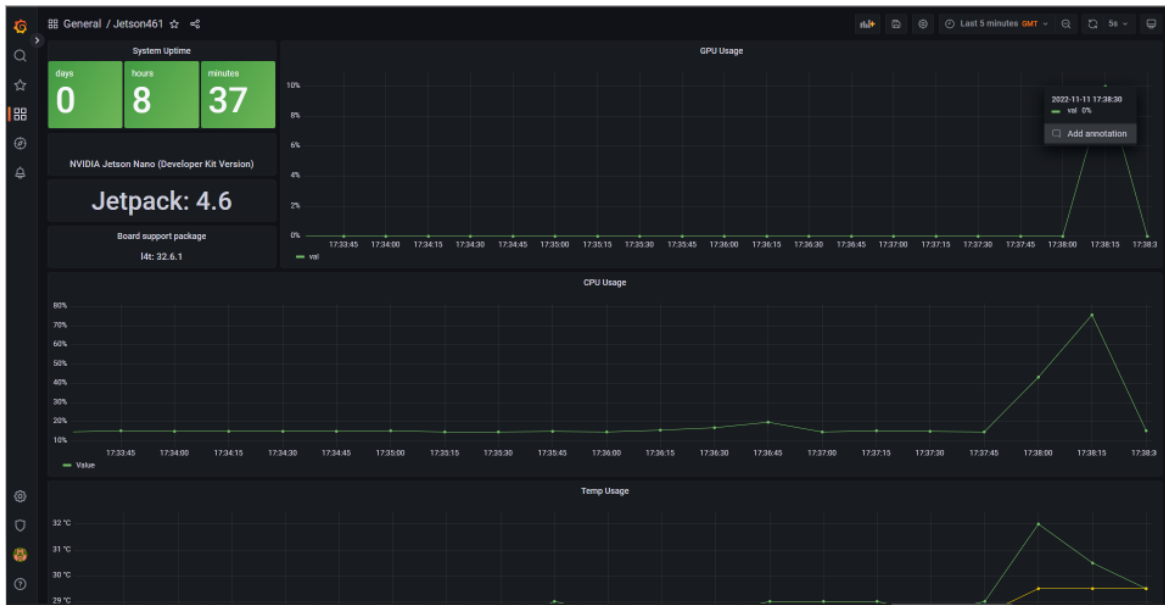 General / Jetson461
Last 5 minutes GMT
5s
System Uptime
days
0
hours
8
minutes
37
NVIDIA Jetson Nano (Developer Kit Version)
Jetpack: 4.6
Board support package
l4t: 32.6.1
GPU Usage
10%
8%
6%
4%
2%
0%
17:33:45 17:34:00 17:34:15 17:34:30 17:34:45 17:35:00 17:35:15 17:35:30 17:35:45 17:36:00 17:36:15 17:36:30 17:36:45 17:37:00 17:37:15 17:37:30 17:37:45 17:38:00 17:38:15 17:38:3
val
2022-11-11 17:38:30
val 0%
Add annotation
CPU Usage
80%
70%
60%
50%
40%
30%
20%
10%
17:33:45 17:34:00 17:34:15 17:34:30 17:34:45 17:35:00 17:35:15 17:35:30 17:35:45 17:36:00 17:36:15 17:36:30 17:36:45 17:37:00 17:37:15 17:37:30 17:37:45 17:38:00 17:38:15 17:38:3
Value
Temp Usage
32 °C
31 °C
30 °C
29 °C